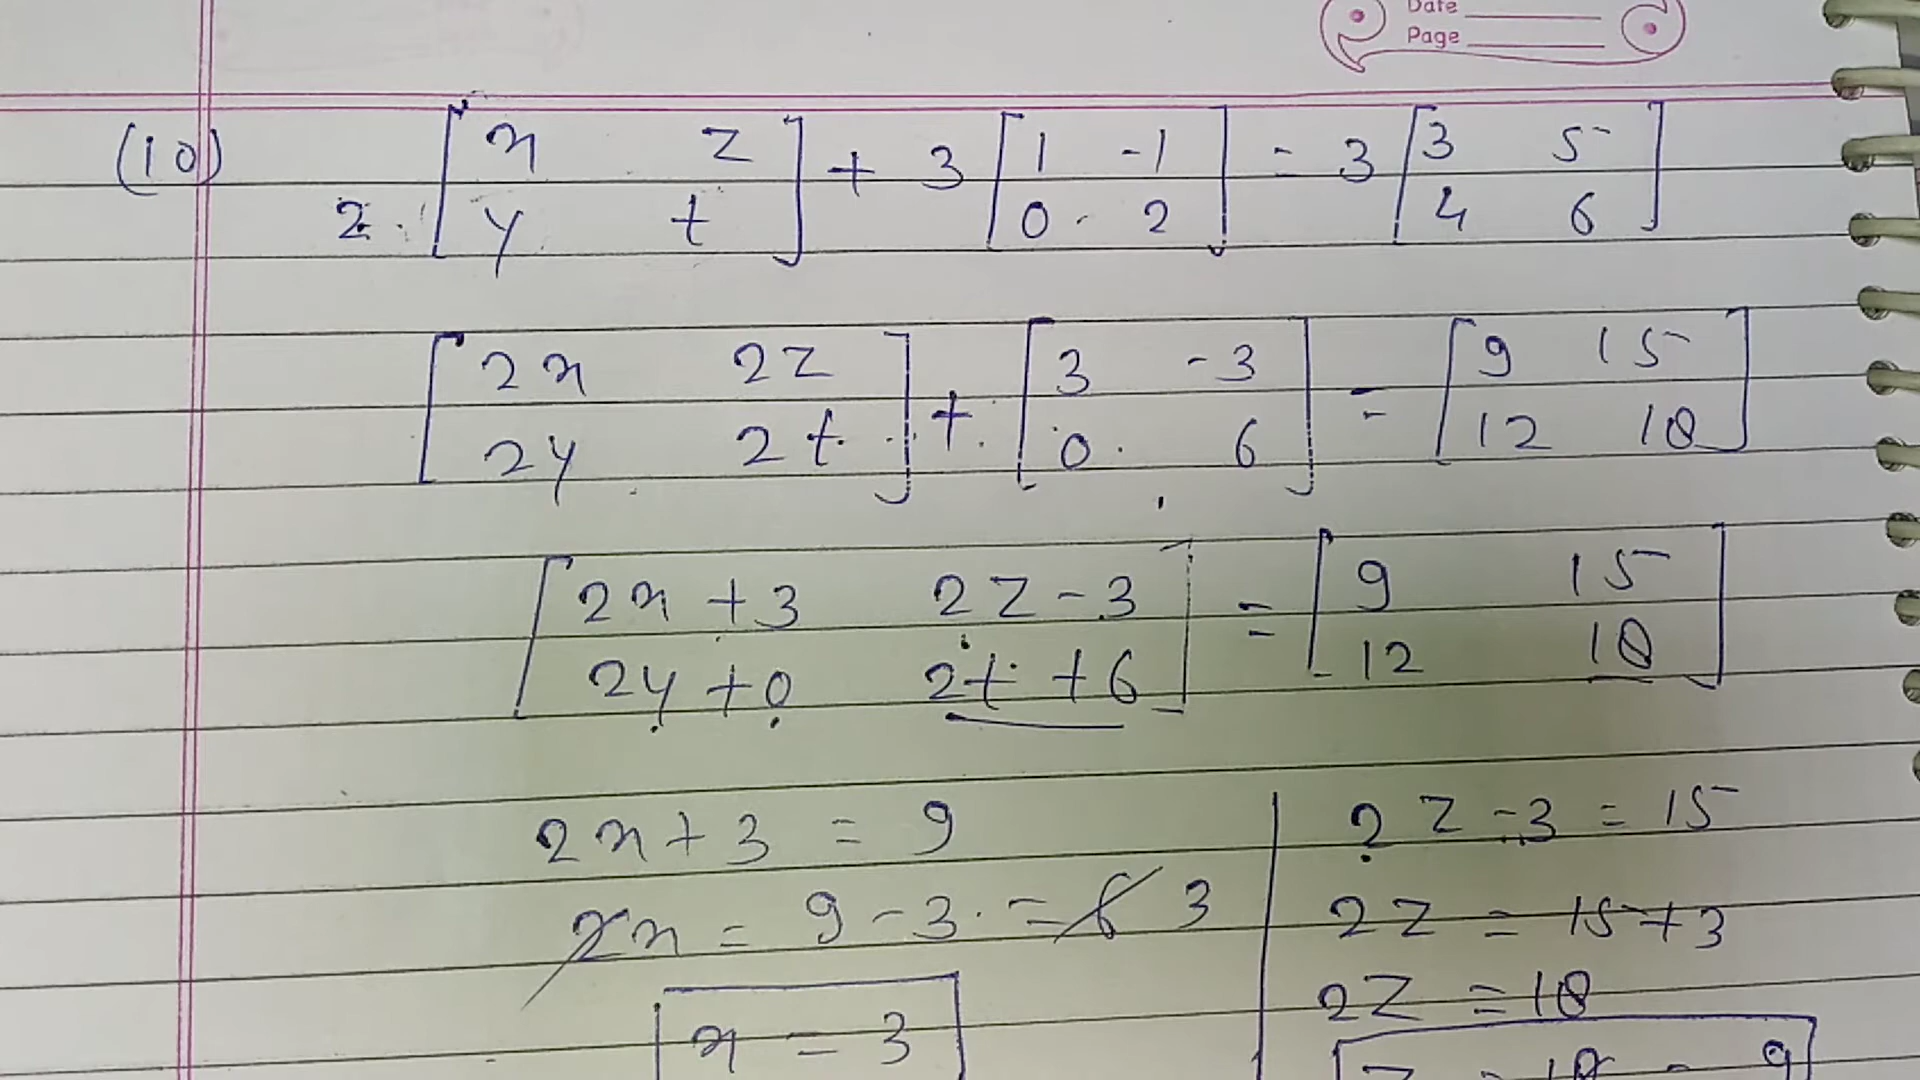 Date
Page
(10) 2. [x z; y t] + 3 [1 -1; 0 2] = 3 [3 5; 4 6]
[2x 2z; 2y 2t] + [3 -3; 0 6] = [9 15; 12 18]
[2x + 3 2z - 3; 2y + 0 2t + 6] = [9 15; 12 18]
2x + 3 = 9
2x = 9 - 3 = 6 3
x = 3
2z - 3 = 15
2z = 15 + 3
2z = 18
z = 18 = 9